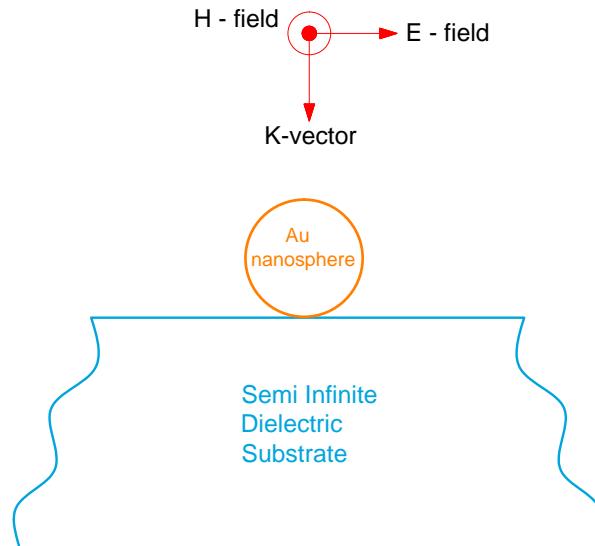 H - field
E - field
K-vector
Au
nanosphere
Semi Infinite
Dielectric
Substrate